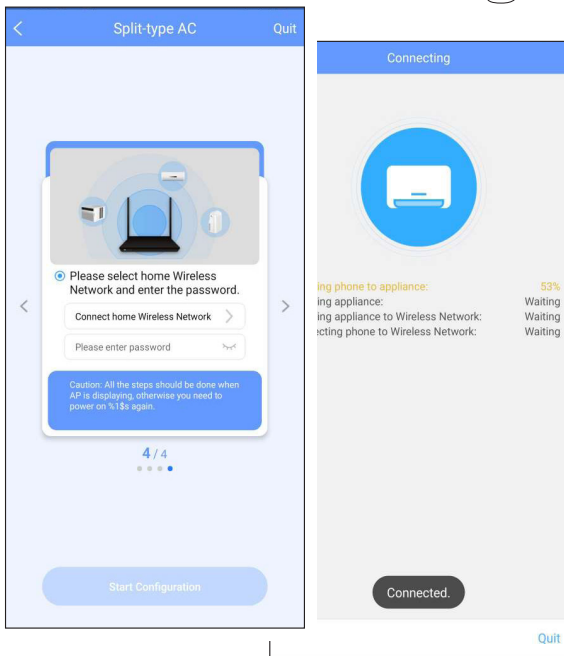 Split-type AC
Quit
Please select home Wireless
Network and enter the password.
Connect home Wireless Network
Please enter password
Caution: All the steps should be done when
AP is displaying, otherwise you need to
power on %1$s again.
4 / 4
Start Configuration
Connecting
ing phone to appliance: 53%
ing appliance: Waiting
ing appliance to Wireless Network: Waiting
ecting phone to Wireless Network: Waiting
Connected.
Quit